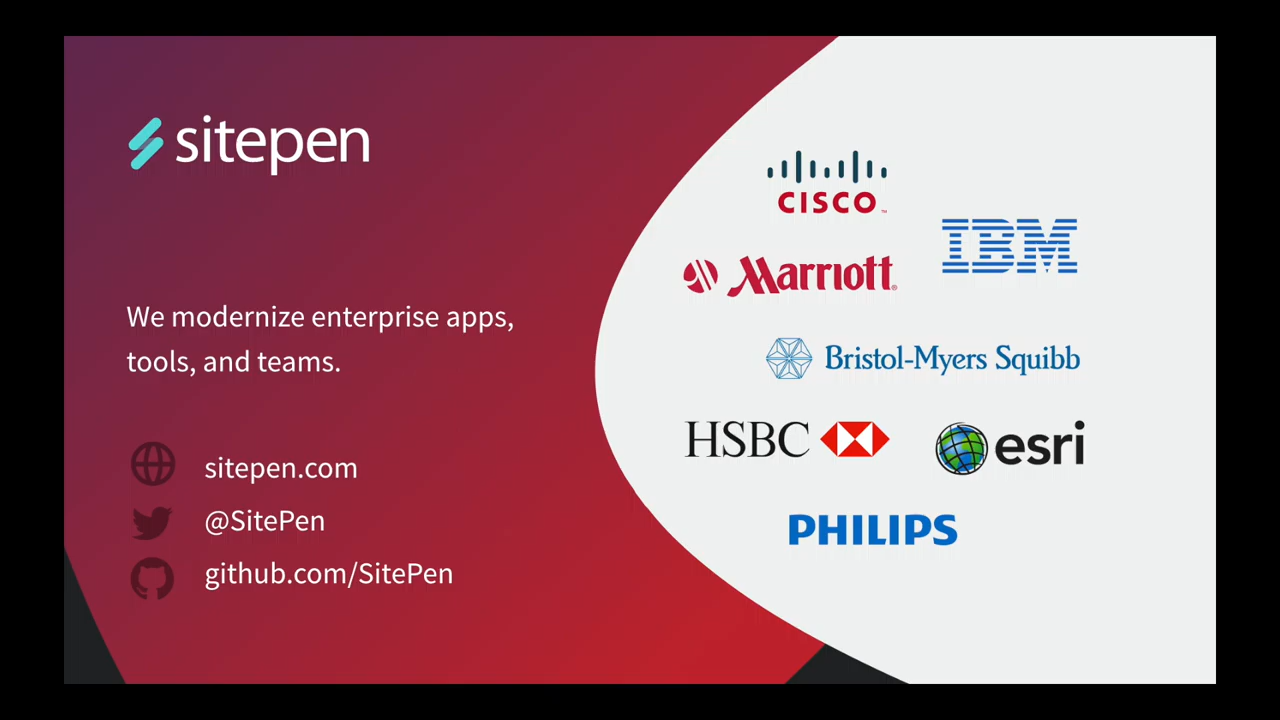 sitepen
We modernize enterprise apps,
tools, and teams.
sitepen.com
@SitePen
github.com/SitePen
CISCO™
IBM
Marriott®
Bristol-Myers Squibb
HSBC
esri
PHILIPS